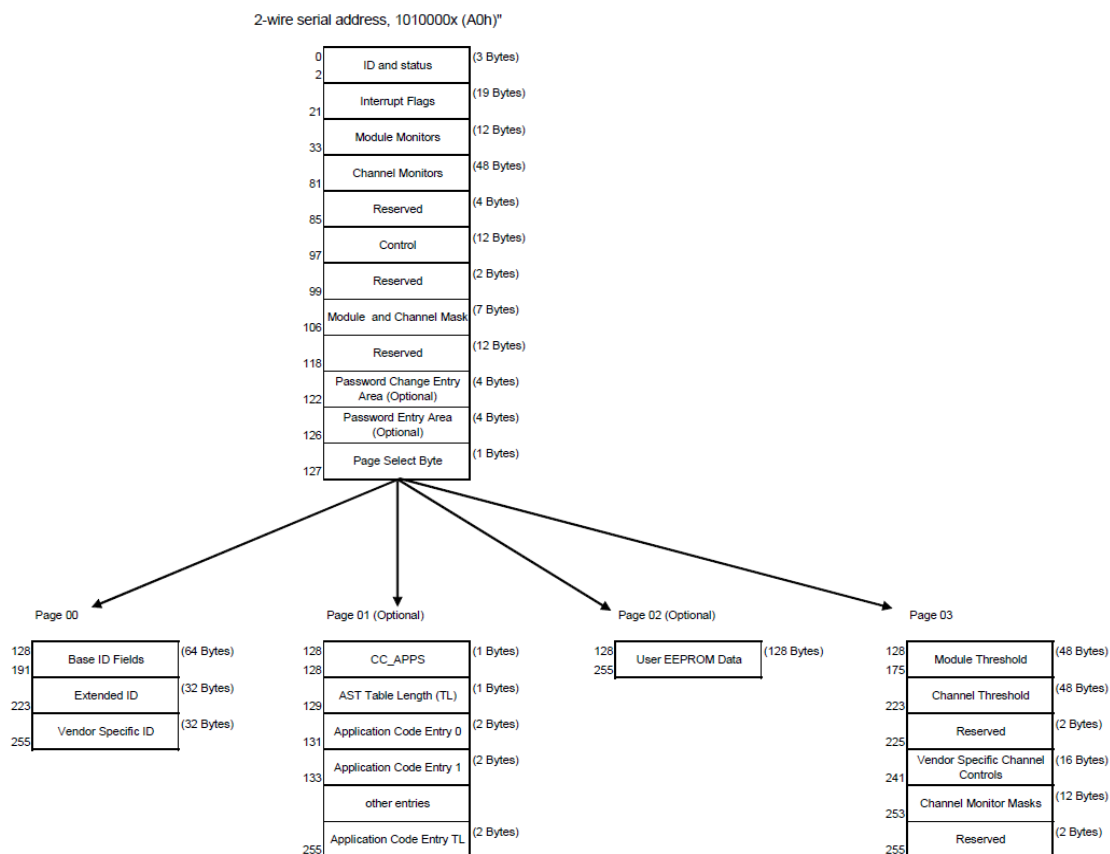 2-wire serial address, 1010000x (A0h)"
0
2
ID and status
(3 Bytes)
21
Interrupt Flags
(19 Bytes)
33
Module Monitors
(12 Bytes)
81
Channel Monitors
(48 Bytes)
85
Reserved
(4 Bytes)
97
Control
(12 Bytes)
99
Reserved
(2 Bytes)
106
Module and Channel Mask
(7 Bytes)
118
Reserved
(12 Bytes)
122
Password Change Entry
Area (Optional)
(4 Bytes)
126
Password Entry Area
(Optional)
(4 Bytes)
127
Page Select Byte
(1 Bytes)
Page 00
128
191
Base ID Fields
(64 Bytes)
223
Extended ID
(32 Bytes)
255
Vendor Specific ID
(32 Bytes)
Page 01 (Optional)
128
128
CC_APPS
(1 Bytes)
129
AST Table Length (TL)
(1 Bytes)
131
Application Code Entry 0
(2 Bytes)
133
Application Code Entry 1
(2 Bytes)
other entries
255
Application Code Entry TL
(2 Bytes)
Page 02 (Optional)
128
255
User EEPROM Data
(128 Bytes)
Page 03
128
175
Module Threshold
(48 Bytes)
223
Channel Threshold
(48 Bytes)
225
Reserved
(2 Bytes)
241
Vendor Specific Channel
Controls
(16 Bytes)
253
Channel Monitor Masks
(12 Bytes)
255
Reserved
(2 Bytes)